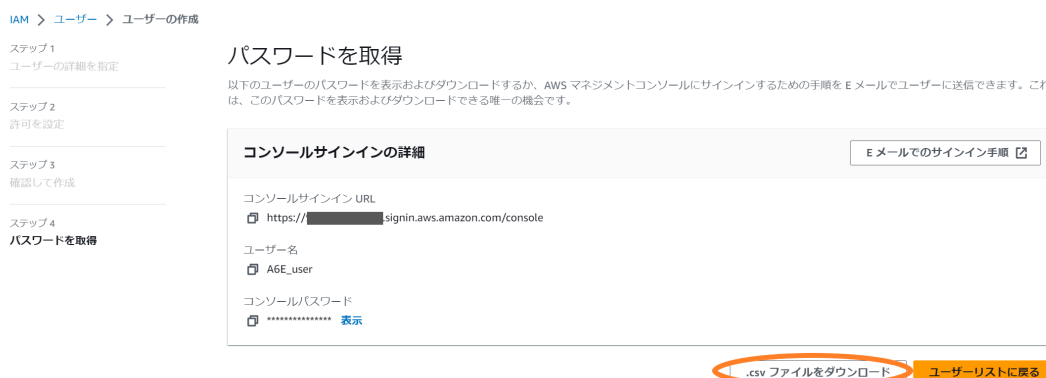 IAM > ユーザー > ユーザーの作成
ステップ 1
ユーザーの詳細を指定
ステップ 2
許可を設定
ステップ 3
確認して作成
ステップ 4
パスワードを取得
パスワードを取得
以下のユーザーのパスワードを表示およびダウンロードするか、AWS マネジメントコンソールにサインインするための手順を E メールでユーザーに送信できます。これ
は、このパスワードを表示およびダウンロードできる唯一の機会です。
コンソールサインインの詳細
E メールでのサインイン手順
コンソールサインイン URL
https://.signin.aws.amazon.com/console
ユーザー名
A6E_user
コンソールパスワード
*************** 表示
.csv ファイルをダウンロード
ユーザーリストに戻る